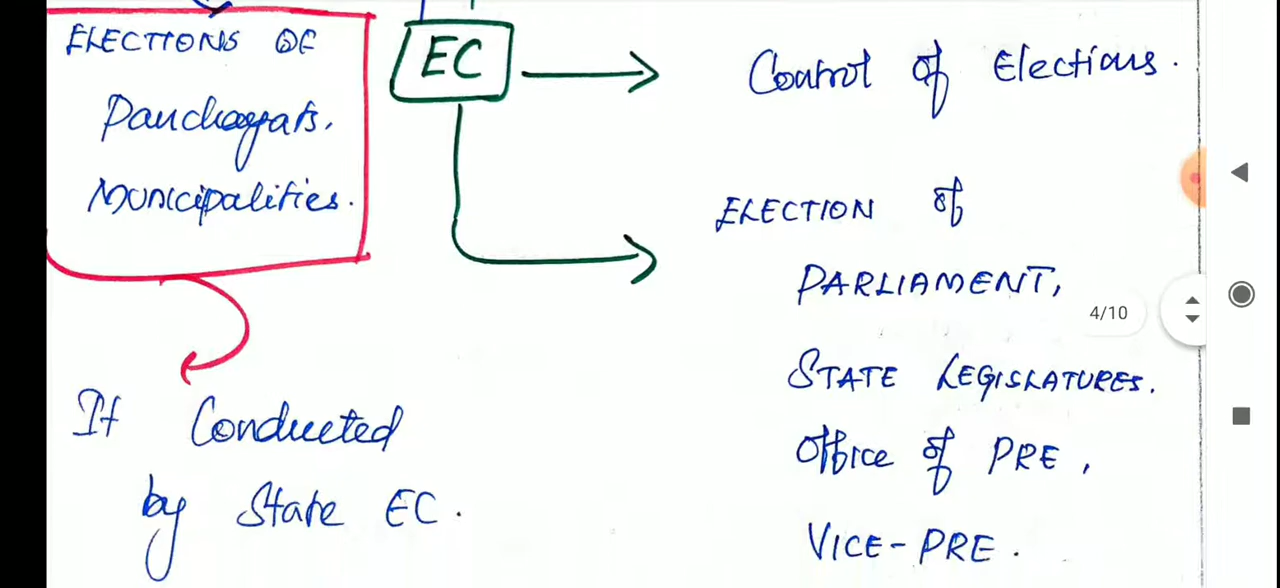 ELECTIONS OF
Panchayats.
Municipalities.
If Conducted
by State EC.
EC
Control of Elections.
ELECTION of
PARLIAMENT,
STATE LEGISLATURES.
Office of PRE,
VICE-PRE.
4/10